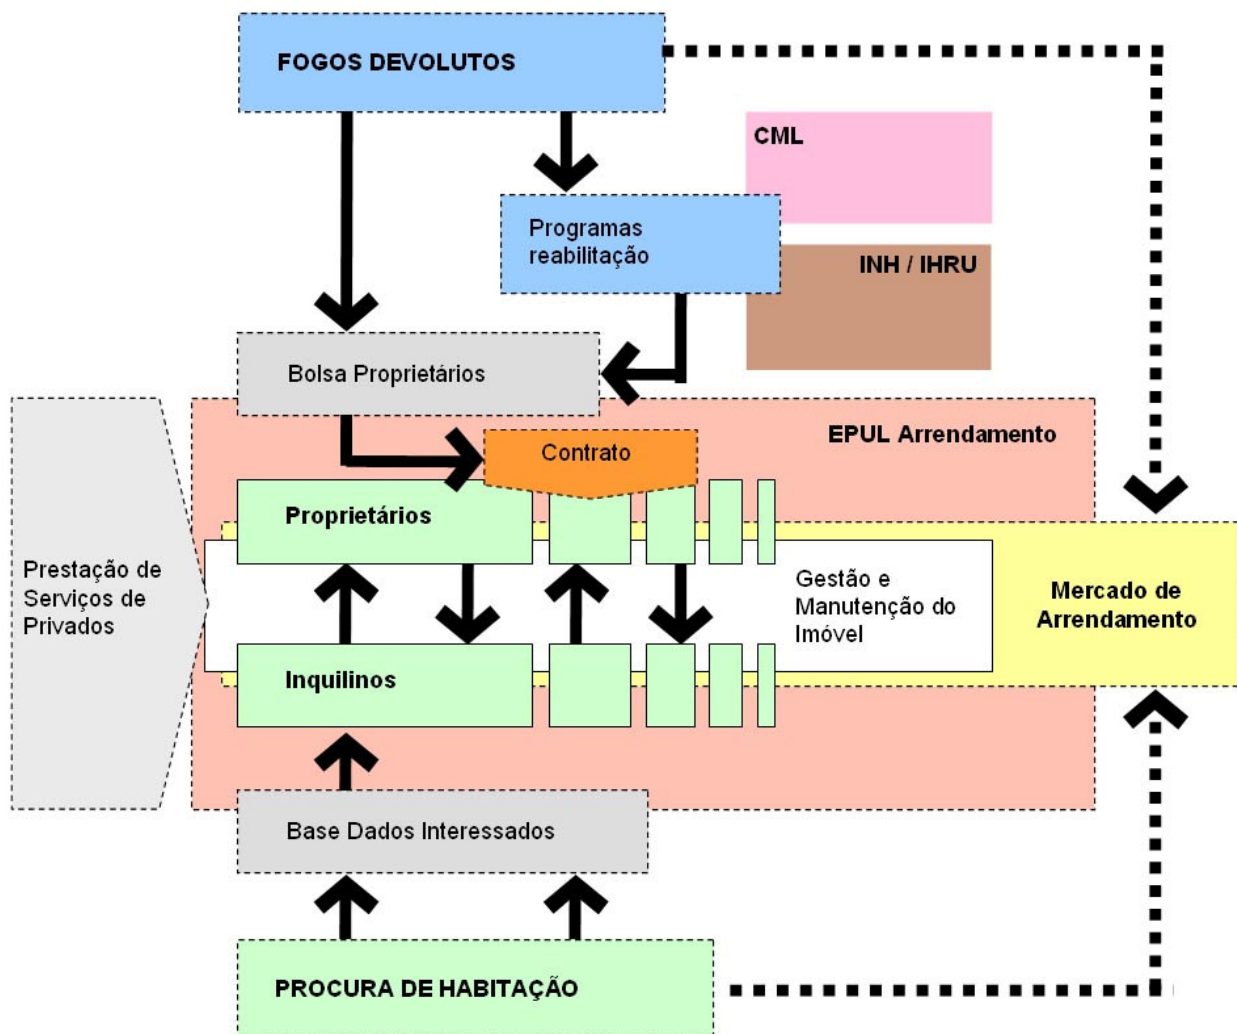 FOGOS DEVOLUTOS
CML
Programas
reabilitação
INH / IHRU
Bolsa Proprietários
EPUL Arrendamento
Contrato
Proprietários
Prestação de
Serviços de
Privados
Gestão e
Manutenção do
Imóvel
Mercado de
Arrendamento
Inquilinos
Base Dados Interessados
PROCURA DE HABITAÇÃO